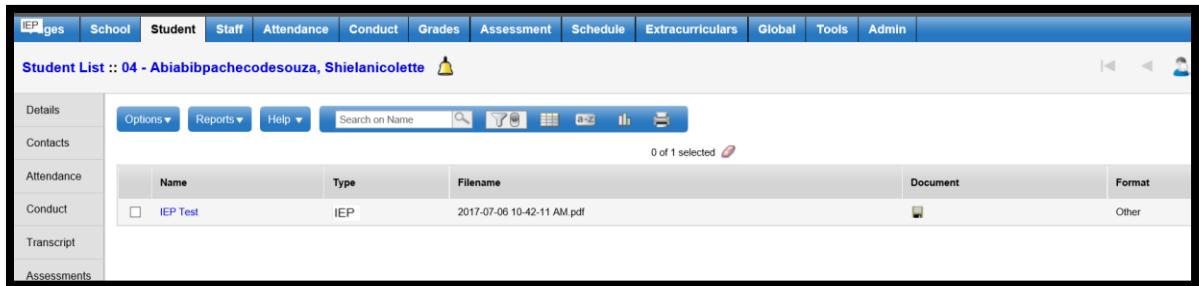 IEP ges School Student Staff Attendance Conduct Grades Assessment Schedule Extracurriculars Global Tools Admin
Student List :: 04 - Abiabibpachecodesouza, Shielanicolette
Details
Options Reports Help Search on Name a-z
Contacts
0 of 1 selected
Attendance
Name Type Filename Document Format
Conduct
IEP Test IEP 2017-07-06 10-42-11 AM.pdf Other
Transcript
Assessments